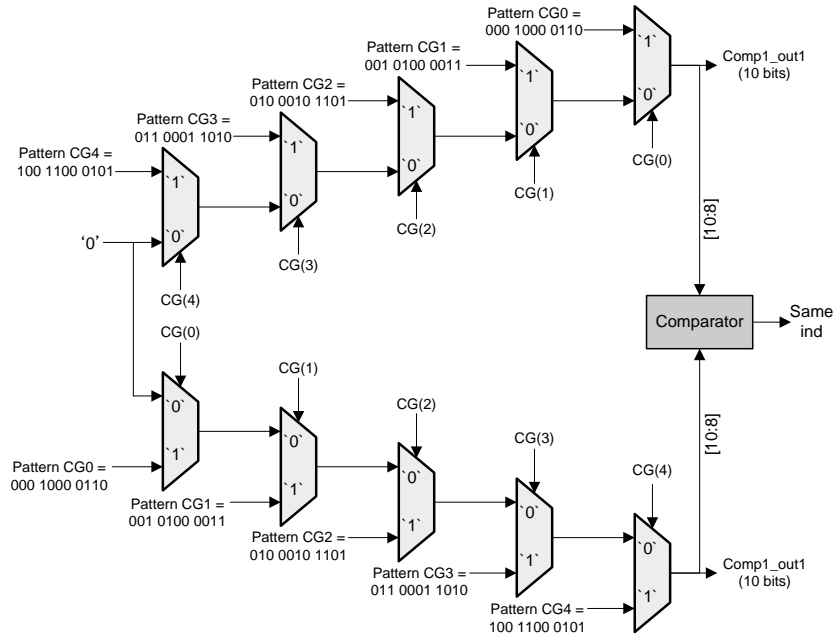 Pattern CG0 =
000 1000 0110
`1`
`0`
CG(0)
Comp1_out1
(10 bits)
Pattern CG1 =
001 0100 0011
`1`
`0`
CG(1)
Pattern CG2 =
010 0010 1101
`1`
`0`
CG(2)
Pattern CG3 =
011 0001 1010
`1`
`0`
CG(3)
Pattern CG4 =
100 1100 0101
`1`
`0`
‘0’
CG(4)
[10:8]
Comparator
Same
ind
[10:8]
CG(0)
`0`
`1`
Pattern CG0 =
000 1000 0110
CG(1)
`0`
`1`
Pattern CG1 =
001 0100 0011
CG(2)
`0`
`1`
Pattern CG2 =
010 0010 1101
CG(3)
`0`
`1`
Pattern CG3 =
011 0001 1010
CG(4)
`0`
`1`
Pattern CG4 =
100 1100 0101
Comp1_out1
(10 bits)